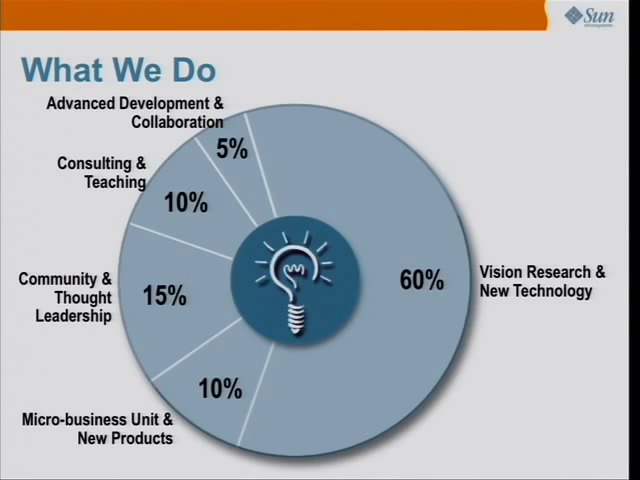 Sun
What We Do
Advanced Development &
Collaboration
5%
Consulting &
Teaching
10%
Community &
Thought
Leadership
15%
60%
Vision Research &
New Technology
10%
Micro-business Unit &
New Products